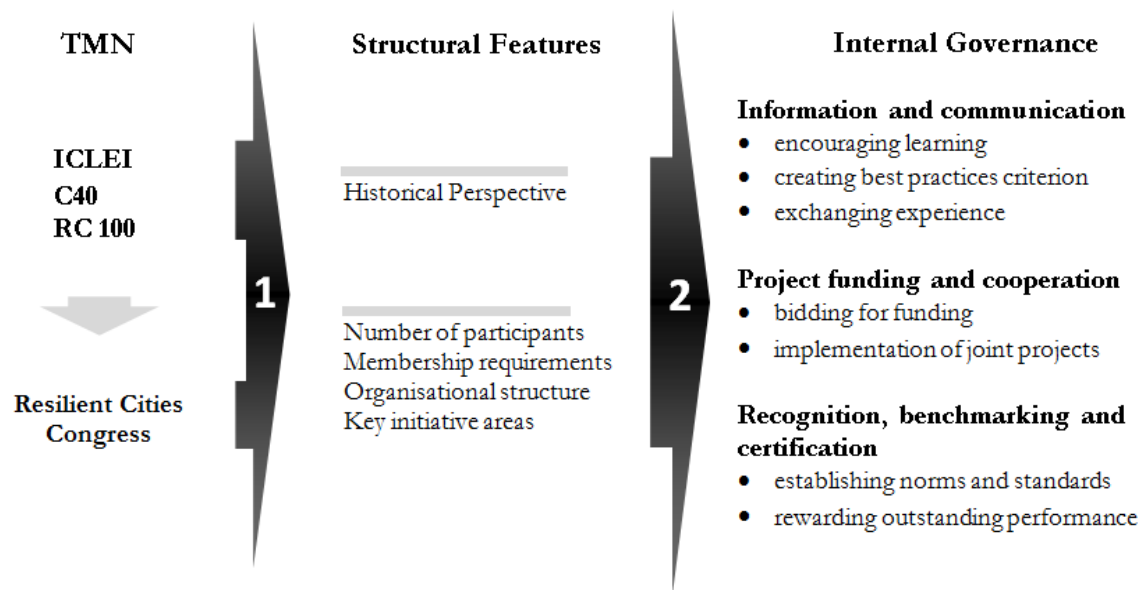 TMN
ICLEI
C40
RC 100
Resilient Cities
Congress
1
Structural Features
Historical Perspective
Number of participants
Membership requirements
Organisational structure
Key initiative areas
2
Internal Governance
Information and communication
• encouraging learning
• creating best practices criterion
• exchanging experience
Project funding and cooperation
• bidding for funding
• implementation of joint projects
Recognition, benchmarking and
certification
• establishing norms and standards
• rewarding outstanding performance